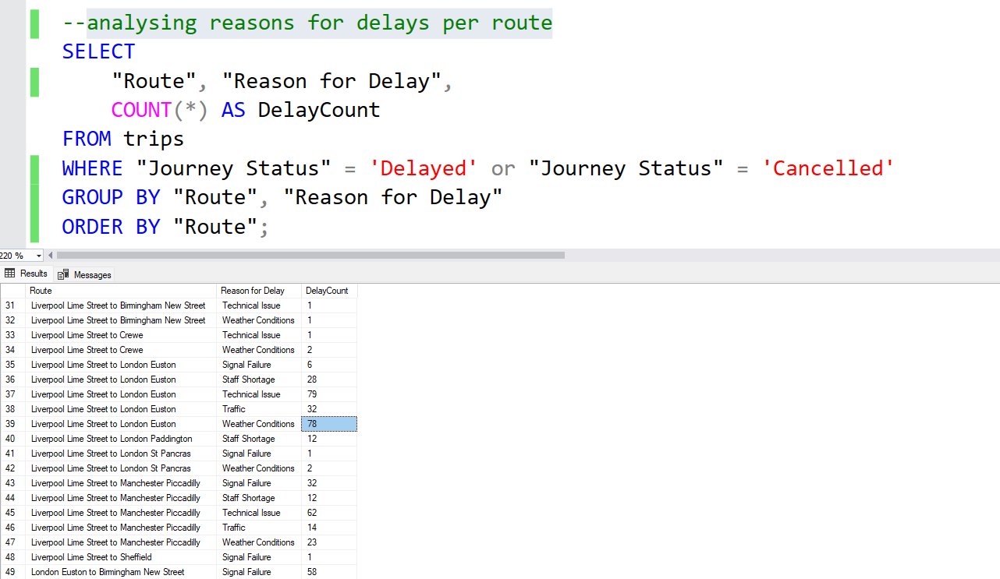 --analysing reasons for delays per route
SELECT
"Route", "Reason for Delay",
COUNT(*) AS DelayCount
FROM trips
WHERE "Journey Status" = 'Delayed' or "Journey Status" = 'Cancelled'
GROUP BY "Route", "Reason for Delay"
ORDER BY "Route";
220 %
Results Messages
Route Reason for Delay DelayCount
31 Liverpool Lime Street to Birmingham New Street Technical Issue 1
32 Liverpool Lime Street to Birmingham New Street Weather Conditions 1
33 Liverpool Lime Street to Crewe Technical Issue 1
34 Liverpool Lime Street to Crewe Weather Conditions 2
35 Liverpool Lime Street to London Euston Signal Failure 6
36 Liverpool Lime Street to London Euston Staff Shortage 28
37 Liverpool Lime Street to London Euston Technical Issue 79
38 Liverpool Lime Street to London Euston Traffic 32
39 Liverpool Lime Street to London Euston Weather Conditions 78
40 Liverpool Lime Street to London Paddington Staff Shortage 12
41 Liverpool Lime Street to London St Pancras Signal Failure 1
42 Liverpool Lime Street to London St Pancras Weather Conditions 2
43 Liverpool Lime Street to Manchester Piccadilly Signal Failure 32
44 Liverpool Lime Street to Manchester Piccadilly Staff Shortage 12
45 Liverpool Lime Street to Manchester Piccadilly Technical Issue 62
46 Liverpool Lime Street to Manchester Piccadilly Traffic 14
47 Liverpool Lime Street to Manchester Piccadilly Weather Conditions 23
48 Liverpool Lime Street to Sheffield Signal Failure 1
49 London Euston to Birmingham New Street Signal Failure 58